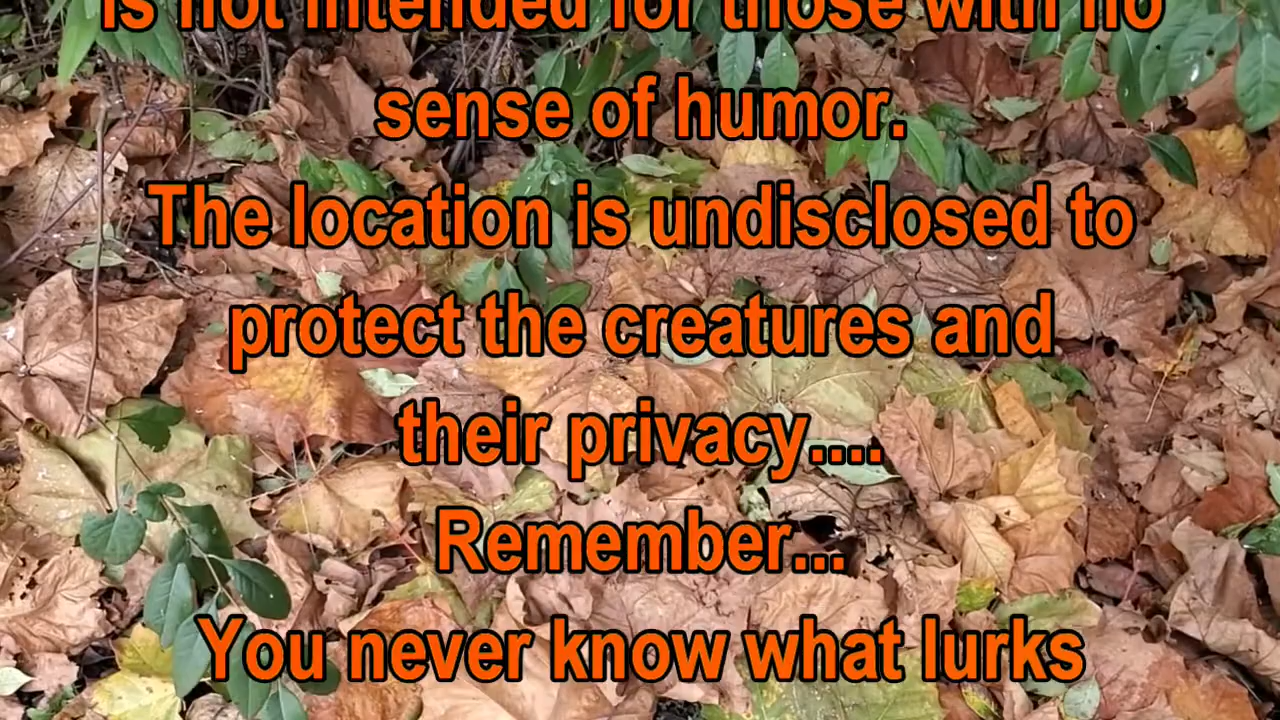 is not intended for those with no
sense of humor.
The location is undisclosed to
protect the creatures and
their privacy....
Remember...
You never know what lurks